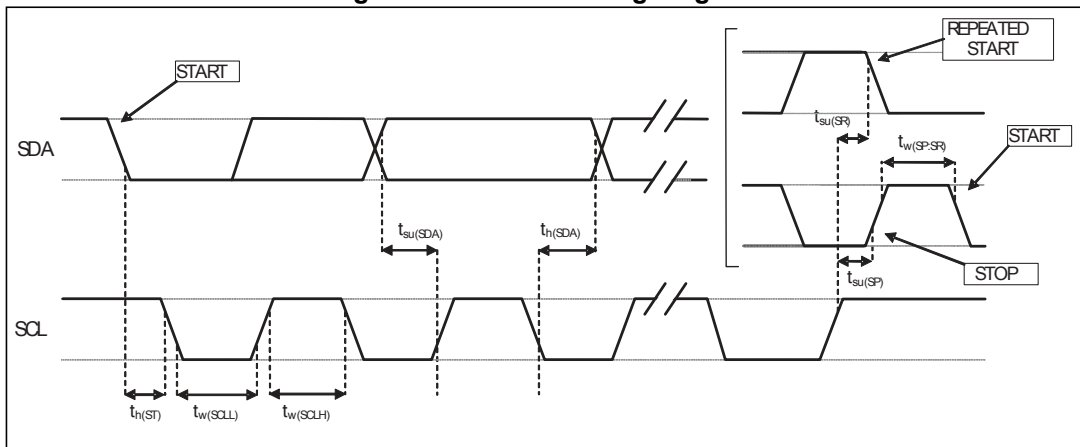 REPEATED
START
START
tsu(SR)
tw(SP:SR)
START
SDA
tsu(SDA)
th(SDA)
tsu(SP)
STOP
SCL
th(ST)
tw(SCLL)
tw(SCLH)